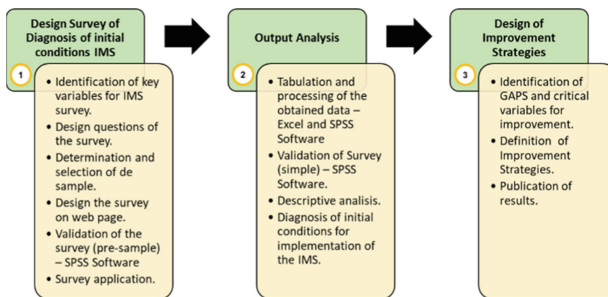 Design Survey of
Diagnosis of initial
conditions IMS
1
• Identification of key
variables for IMS
survey.
• Design questions of
the survey.
• Determination and
selection of de
sample.
• Design the survey
on web page.
• Validation of the
survey (pre-sample)
– SPSS Software
• Survey application.
Output Analysis
2
• Tabulation and
processing of the
obtained data –
Excel and SPSS
Software
• Validation of Survey
(simple) – SPSS
Software.
• Descriptive analisis.
• Diagnosis of initial
conditions for
implementation of
the IMS.
Design of
Improvement
Strategies
3
• Identification of
GAPS and critical
variables for
improvement.
• Definition of
Improvement
Strategies.
• Publication of
results.